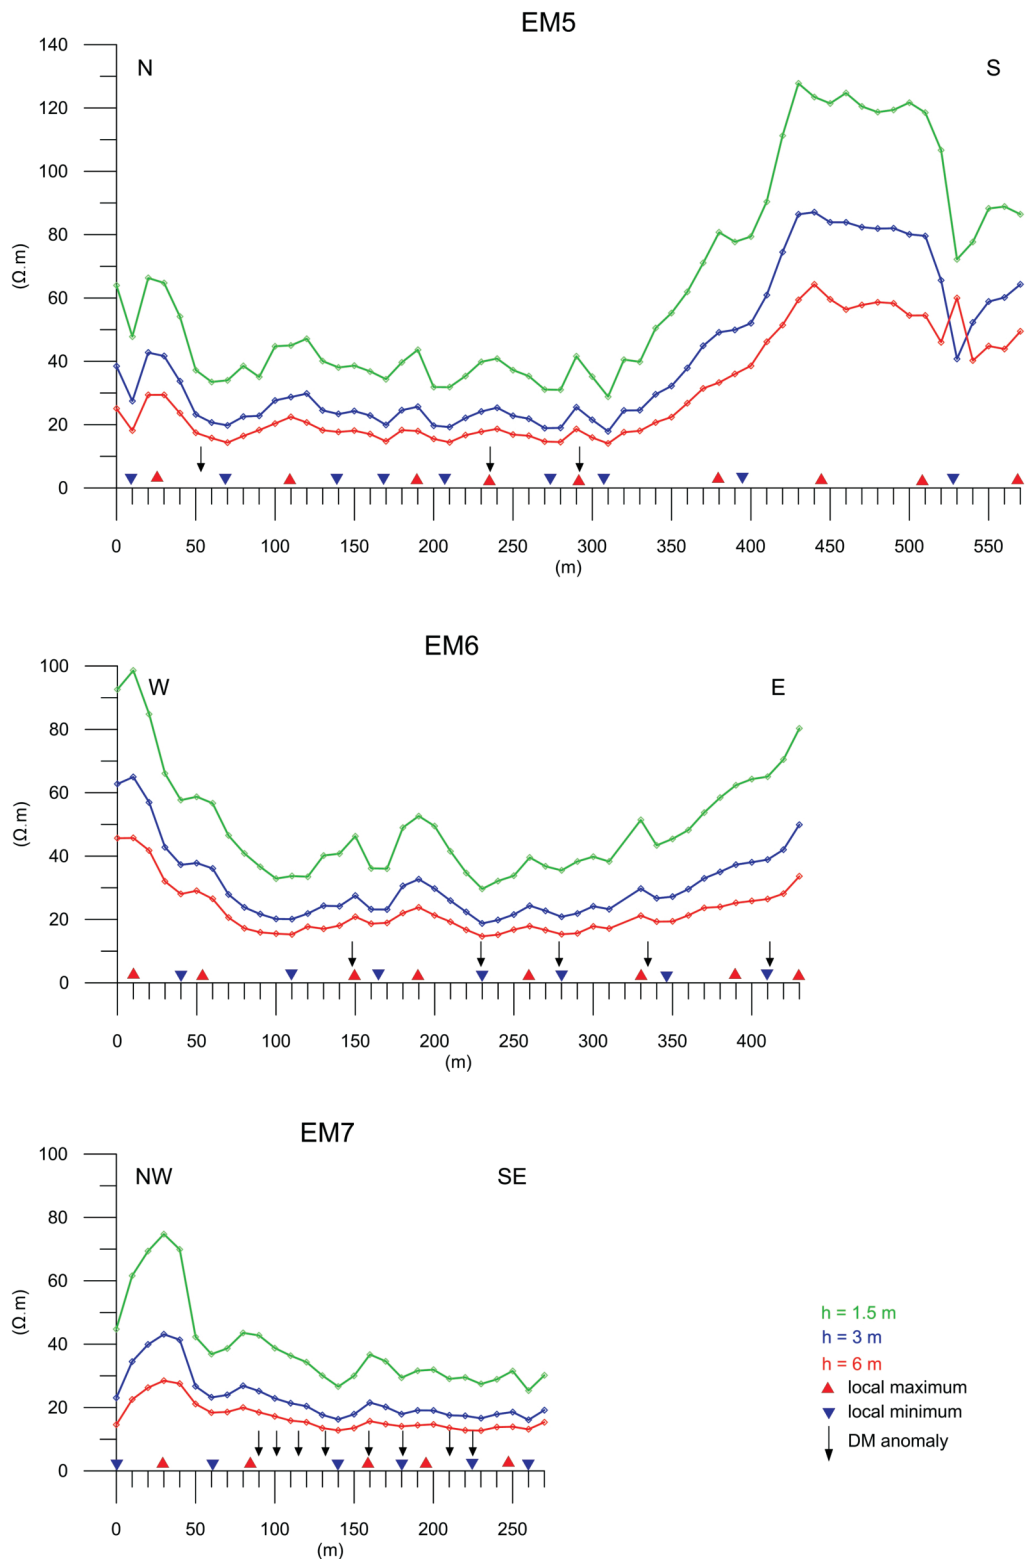 EM5
N S
(Ω.m)
140
120
100
80
60
40
20
0
0 50 100 150 200 250 300 350 400 450 500 550
(m)
EM6
W E
(Ω.m)
100
80
60
40
20
0
0 50 100 150 200 250 300 350 400
(m)
EM7
NW SE
(Ω.m)
100
80
60
40
20
0
0 50 100 150 200 250
(m)
h = 1.5 m
h = 3 m
h = 6 m
local maximum
local minimum
DM anomaly